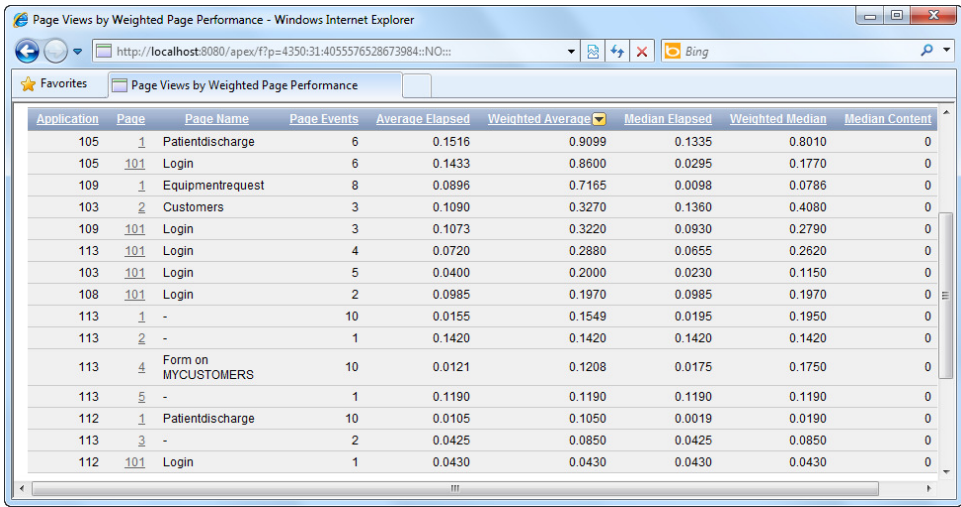 Page Views by Weighted Page Performance - Windows Internet Explorer
http://localhost:8080/apex/f?p=4350:31:4055576528673984::NO::: Bing
Favorites Page Views by Weighted Page Performance
Application Page Page Name Page Events Average Elapsed Weighted Average Median Elapsed Weighted Median Median Content
105 1 Patientdischarge 6 0.1516 0.9099 0.1335 0.8010 0
105 101 Login 6 0.1433 0.8600 0.0295 0.1770 0
109 1 Equipmentrequest 8 0.0896 0.7165 0.0098 0.0786 0
103 2 Customers 3 0.1090 0.3270 0.1360 0.4080 0
109 101 Login 3 0.1073 0.3220 0.0930 0.2790 0
113 101 Login 4 0.0720 0.2880 0.0655 0.2620 0
103 101 Login 5 0.0400 0.2000 0.0230 0.1150 0
108 101 Login 2 0.0985 0.1970 0.0985 0.1970 0
113 1 - 10 0.0155 0.1549 0.0195 0.1950 0
113 2 - 1 0.1420 0.1420 0.1420 0.1420 0
113 4 Form on MYCUSTOMERS 10 0.0121 0.1208 0.0175 0.1750 0
113 5 - 1 0.1190 0.1190 0.1190 0.1190 0
112 1 Patientdischarge 10 0.0105 0.1050 0.0019 0.0190 0
113 3 - 2 0.0425 0.0850 0.0425 0.0850 0
112 101 Login 1 0.0430 0.0430 0.0430 0.0430 0